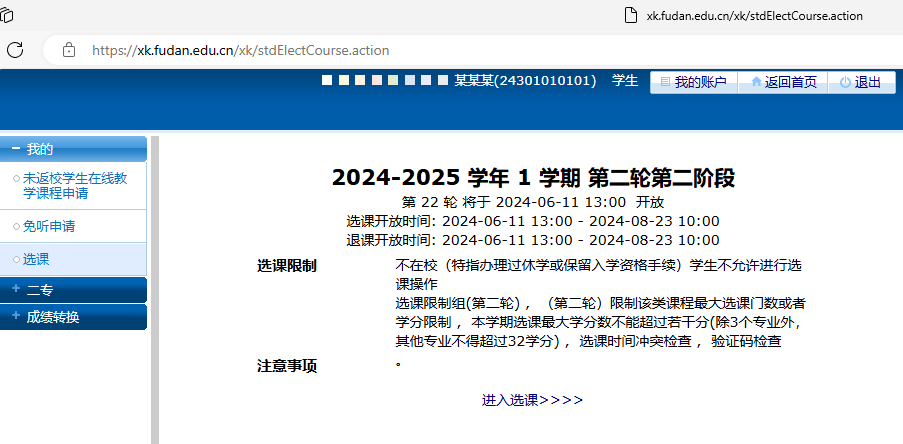 xk.fudan.edu.cn/xk/stdElectCourse.action
https://xk.fudan.edu.cn/xk/stdElectCourse.action
某某某(24301010101) 学生 我的账户 返回首页 退出
我的
未返校学生在线教
学课程申请
免听申请
选课
二专
成绩转换
2024-2025 学年 1 学期 第二轮第二阶段
第 22 轮 将于 2024-06-11 13:00 开放
选课开放时间: 2024-06-11 13:00 - 2024-08-23 10:00
退课开放时间: 2024-06-11 13:00 - 2024-08-23 10:00
选课限制
不在校（特指办理过休学或保留入学资格手续）学生不允许进行选
课操作
选课限制组(第二轮) ，（第二轮）限制该类课程最大选课门数或者
学分限制 ，本学期选课最大学分数不能超过若干分(除3个专业外，
其他专业不得超过32学分) ，选课时间冲突检查 ，验证码检查
注意事项
。
进入选课>>>>